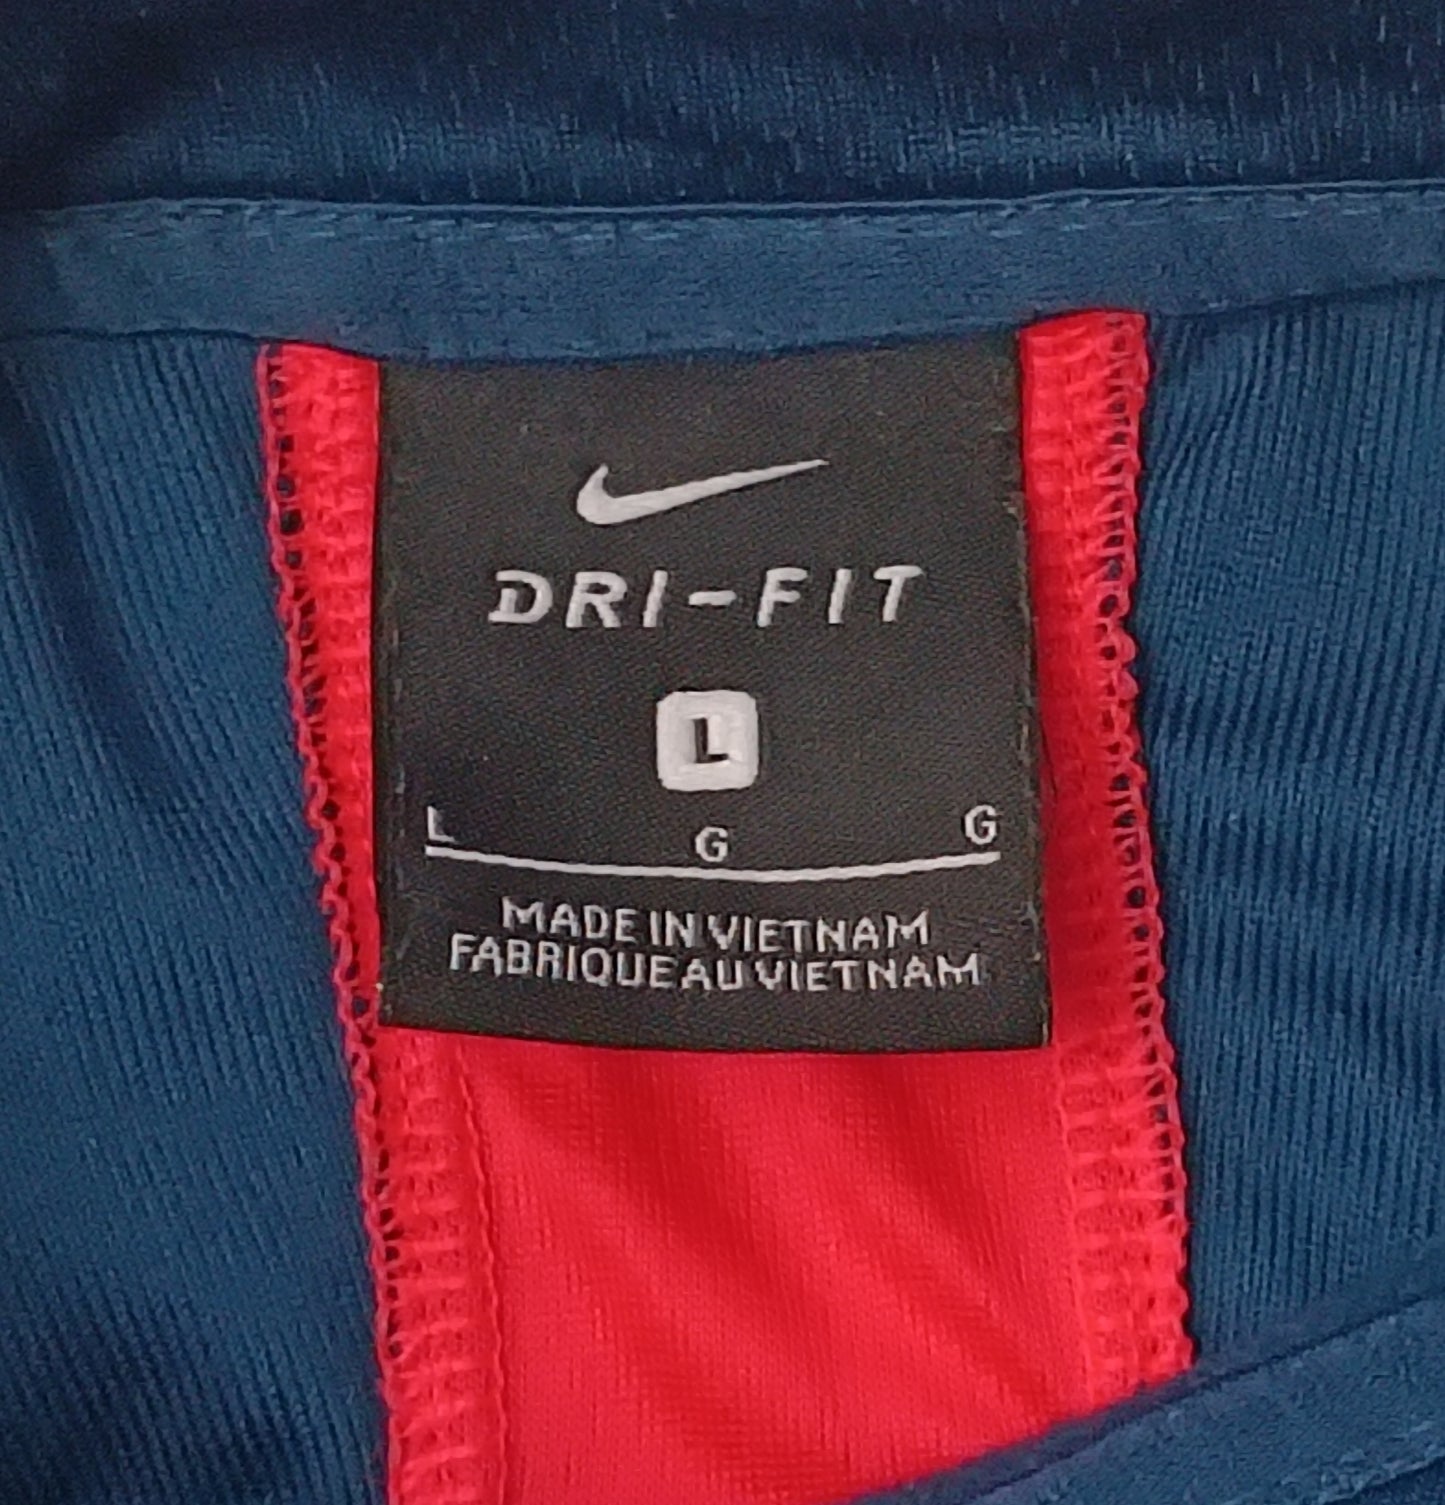 DRI-FIT
L
L G G
MADE IN VIETNAM
FABRIQUE AU VIETNAM